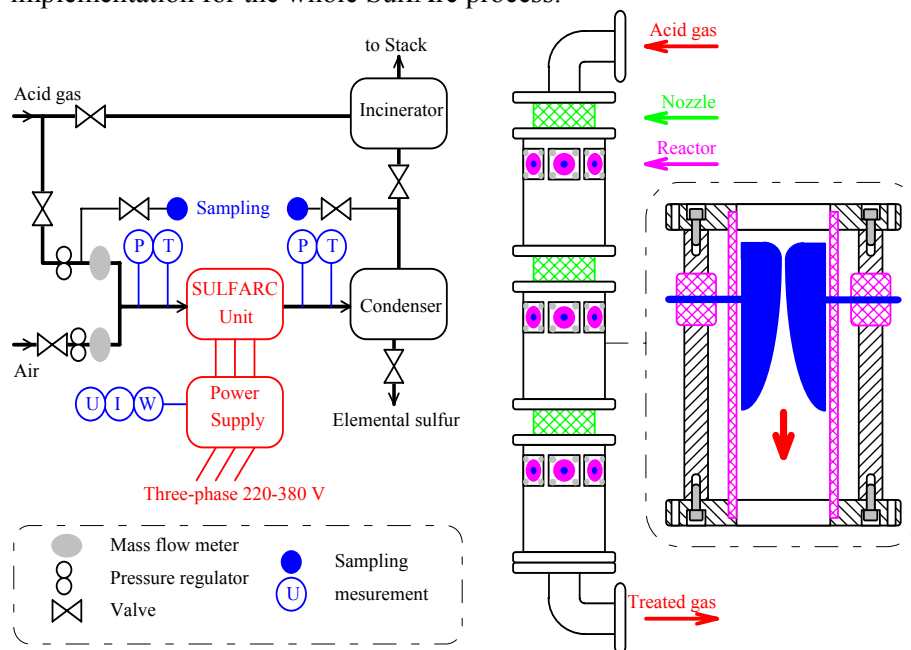 implementation for the whole SulfArc process.
to Stack
Acid gas
Incinerator
Sampling
P T
P T
SULFARC
Unit
Condenser
Air
U I W
Power
Supply
Elemental sulfur
Three-phase 220-380 V
Mass flow meter
Pressure regulator
Valve
Sampling
U
mesurement
Acid gas
Nozzle
Reactor
Treated gas